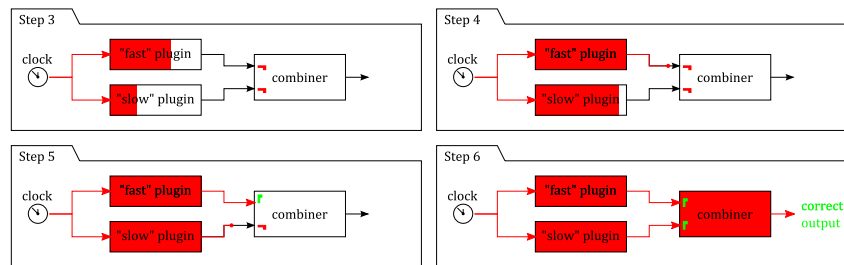 Step 3
clock
"fast" plugin
"slow" plugin
combiner
Step 4
clock
"fast" plugin
"slow" plugin
combiner
Step 5
clock
"fast" plugin
"slow" plugin
combiner
Step 6
clock
"fast" plugin
"slow" plugin
combiner
correct
output